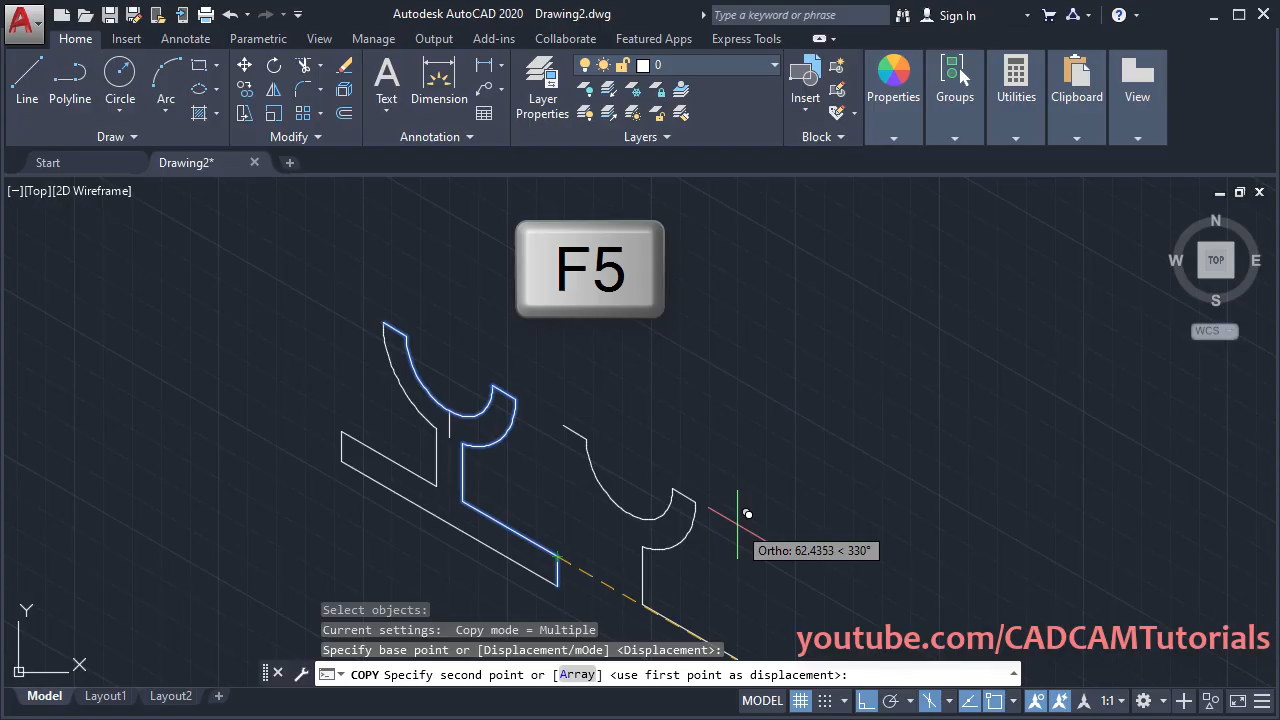 Autodesk AutoCAD 2020 Drawing2.dwg
Type a keyword or phrase
Sign In
Home Insert Annotate Parametric View Manage Output Add-ins Collaborate Featured Apps Express Tools
Line Polyline Circle Arc
Text Dimension
Layer
Properties
0
Insert
Properties Groups Utilities Clipboard View
Draw Modify Annotation Layers Block
Start Drawing2*
[−][Top][2D Wireframe]
F5
N
W TOP E
S
WCS
Ortho: 62.4353 < 330°
Y
X
Select objects:
Current settings: Copy mode = Multiple
Specify base point or [Displacement/mOde] <Displacement>:
COPY Specify second point or [Array] <use first point as displacement>:
youtube.com/CADCAMTutorials
Model Layout1 Layout2
MODEL 1:1